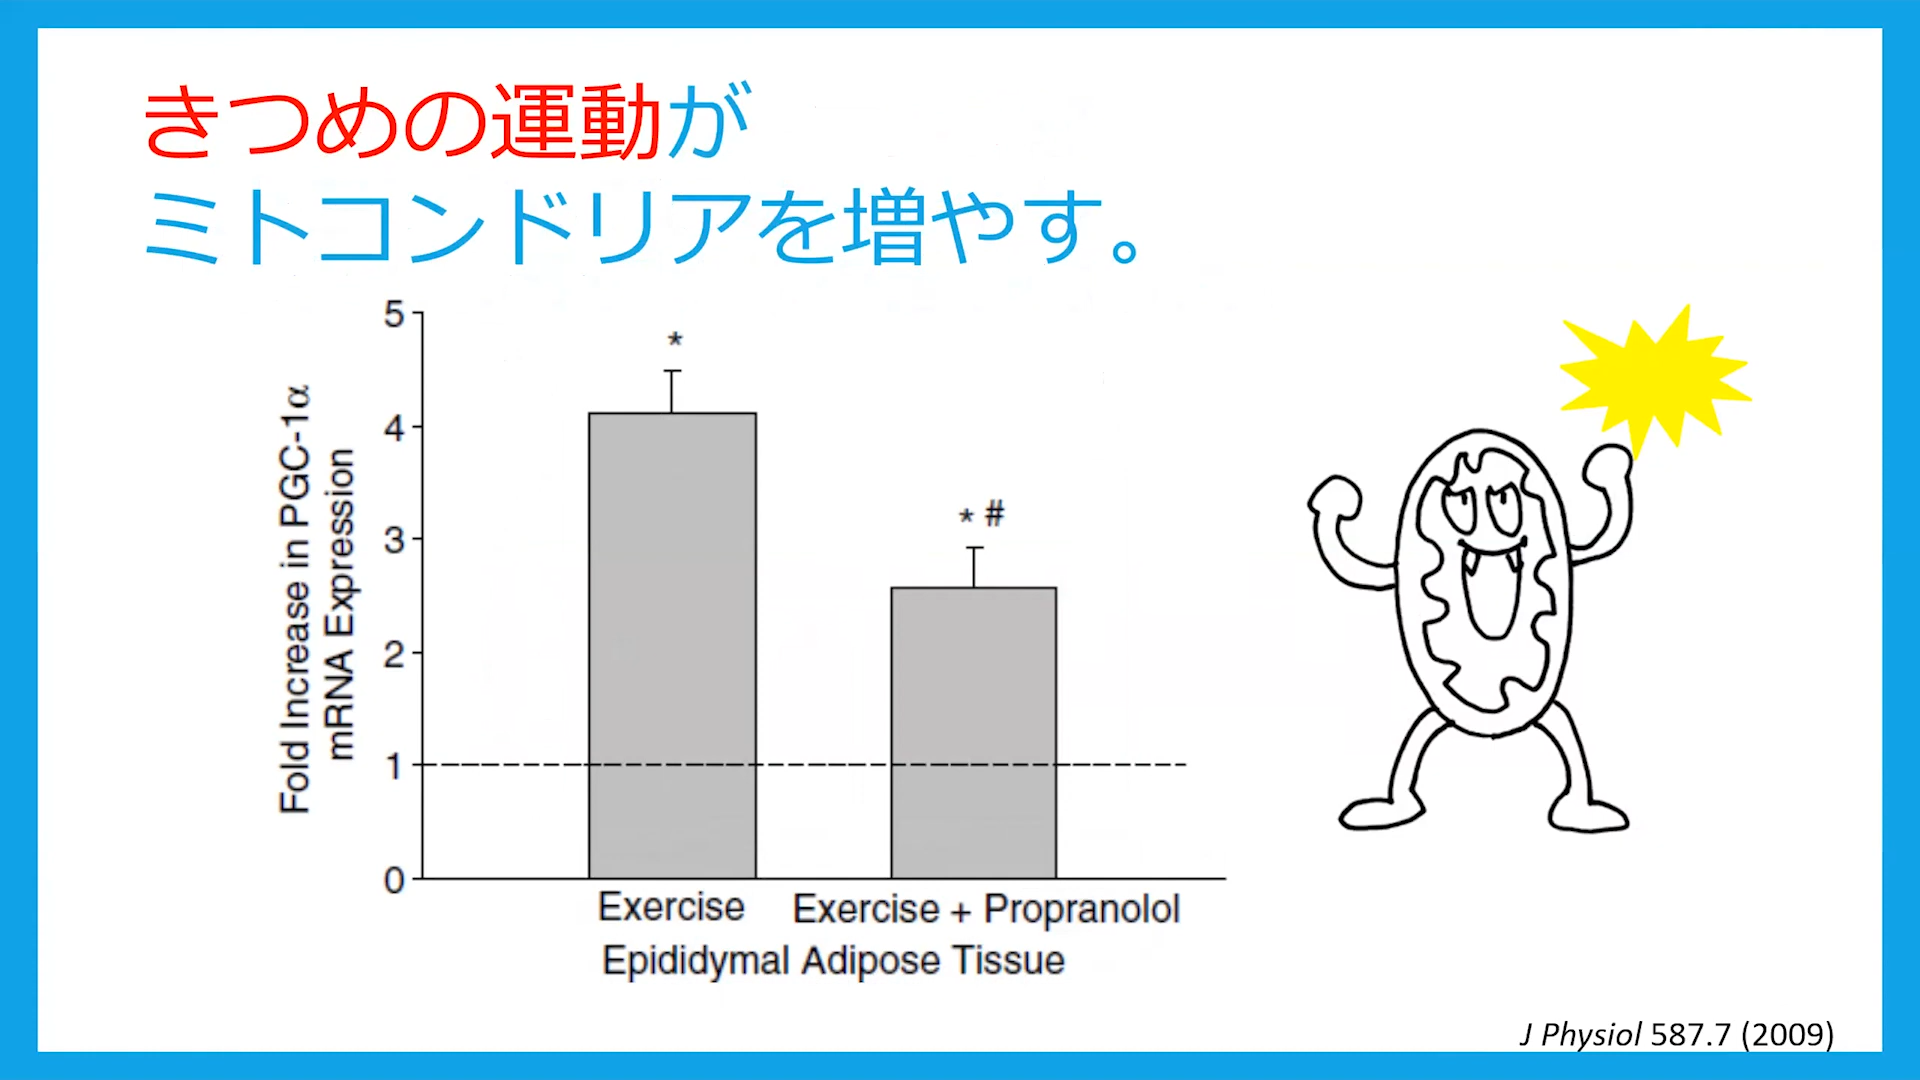 きつめの運動が
ミトコンドリアを増やす。
Fold Increase in PGC-1α
mRNA Expression
5
4
3
2
1
0
*
* #
Exercise
Exercise + Propranolol
Epididymal Adipose Tissue
J Physiol 587.7 (2009)